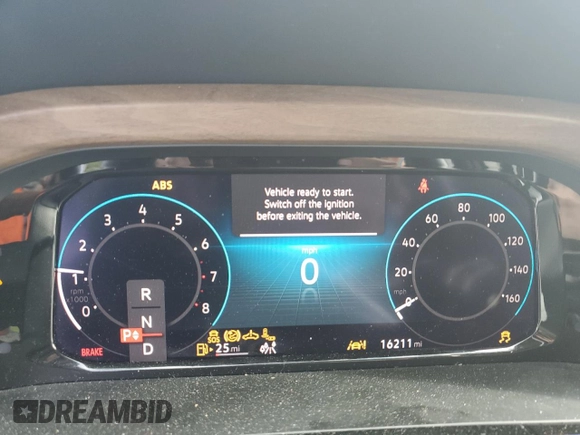 ABS
Vehicle ready to start.
Switch off the ignition
before exiting the vehicle.
0 1 2 3 4 5 6 7 8
rpm
x1000
mph
0
0 20 40 60 80 100 120 140 160
mph
R
N
P
D
BRAKE
SOS
25 mi
16211 mi
DREAMBID